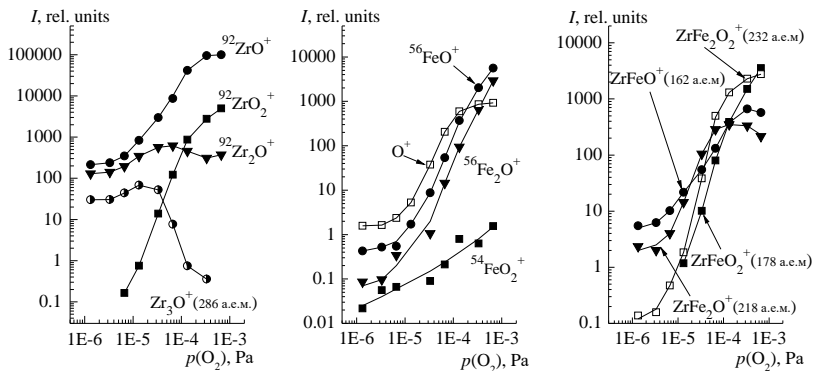 I, rel. units
100000
10000
1000
100
10
1
0.1
⁹²ZrO⁺
⁹²ZrO₂⁺
⁹²Zr₂O⁺
Zr₃O⁺(286 а.е.м.)
1E-6 1E-5 1E-4 1E-3
p(O₂), Pa
I, rel. units
10000
1000
100
10
1
0.1
0.01
⁵⁶FeO⁺
O⁺
⁵⁶Fe₂O⁺
⁵⁴FeO₂⁺
1E-6 1E-5 1E-4 1E-3
p(O₂), Pa
I, rel. units
10000
1000
100
10
1
0.1
ZrFe₂O₂⁺(232 а.е.м)
ZrFeO⁺(162 а.е.м)
ZrFeO₂⁺(178 а.е.м)
ZrFe₂O⁺(218 а.е.м.)
1E-6 1E-5 1E-4 1E-3
p(O₂), Pa